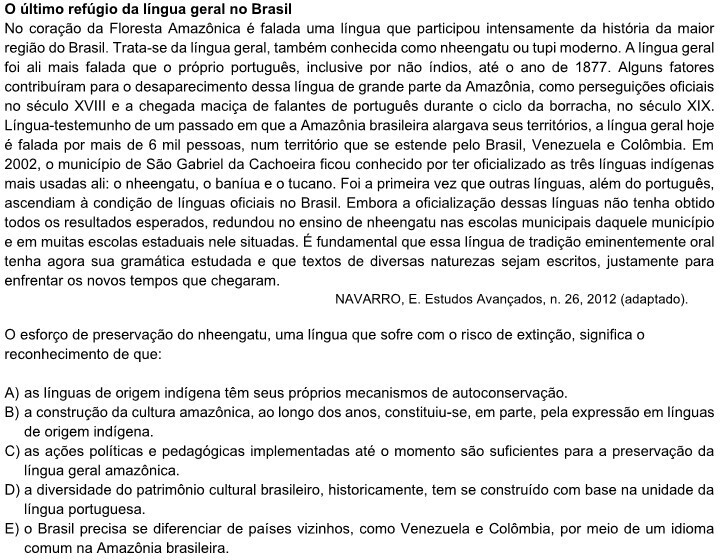 O último refúgio da língua geral no Brasil
No coração da Floresta Amazônica é falada uma língua que participou intensamente da história da maior
região do Brasil. Trata-se da língua geral, também conhecida como nheengatu ou tupi moderno. A língua geral
foi ali mais falada que o próprio português, inclusive por não índios, até o ano de 1877. Alguns fatores
contribuíram para o desaparecimento dessa língua de grande parte da Amazônia, como perseguições oficiais
no século XVIII e a chegada maciça de falantes de português durante o ciclo da borracha, no século XIX.
Língua-testemunho de um passado em que a Amazônia brasileira alargava seus territórios, a língua geral hoje
é falada por mais de 6 mil pessoas, num território que se estende pelo Brasil, Venezuela e Colômbia. Em
2002, o município de São Gabriel da Cachoeira ficou conhecido por ter oficializado as três línguas indígenas
mais usadas ali: o nheengatu, o baníua e o tucano. Foi a primeira vez que outras línguas, além do português,
ascendiam à condição de línguas oficiais no Brasil. Embora a oficialização dessas línguas não tenha obtido
todos os resultados esperados, redundou no ensino de nheengatu nas escolas municipais daquele município
e em muitas escolas estaduais nele situadas. É fundamental que essa língua de tradição eminentemente oral
tenha agora sua gramática estudada e que textos de diversas naturezas sejam escritos, justamente para
enfrentar os novos tempos que chegaram.
NAVARRO, E. Estudos Avançados, n. 26, 2012 (adaptado).
O esforço de preservação do nheengatu, uma língua que sofre com o risco de extinção, significa o
reconhecimento de que:
A) as línguas de origem indígena têm seus próprios mecanismos de autoconservação.
B) a construção da cultura amazônica, ao longo dos anos, constituiu-se, em parte, pela expressão em línguas
de origem indígena.
C) as ações políticas e pedagógicas implementadas até o momento são suficientes para a preservação da
língua geral amazônica.
D) a diversidade do patrimônio cultural brasileiro, historicamente, tem se construído com base na unidade da
língua portuguesa.
E) o Brasil precisa se diferenciar de países vizinhos, como Venezuela e Colômbia, por meio de um idioma
comum na Amazônia brasileira.